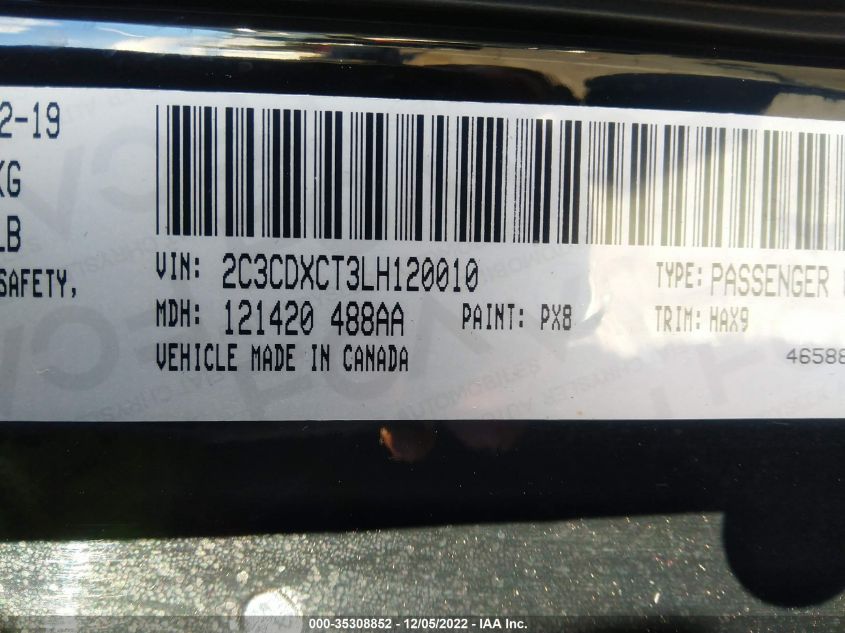 2-19
KG
LB
SAFETY,
VIN: 2C3CDXCT3LH120010
TYPE: PASSENGER
MDH: 121420 488AA
PAINT: PX8
TRIM: HAX9
VEHICLE MADE IN CANADA
46588
000-35308852 - 12/05/2022 - IAA Inc.